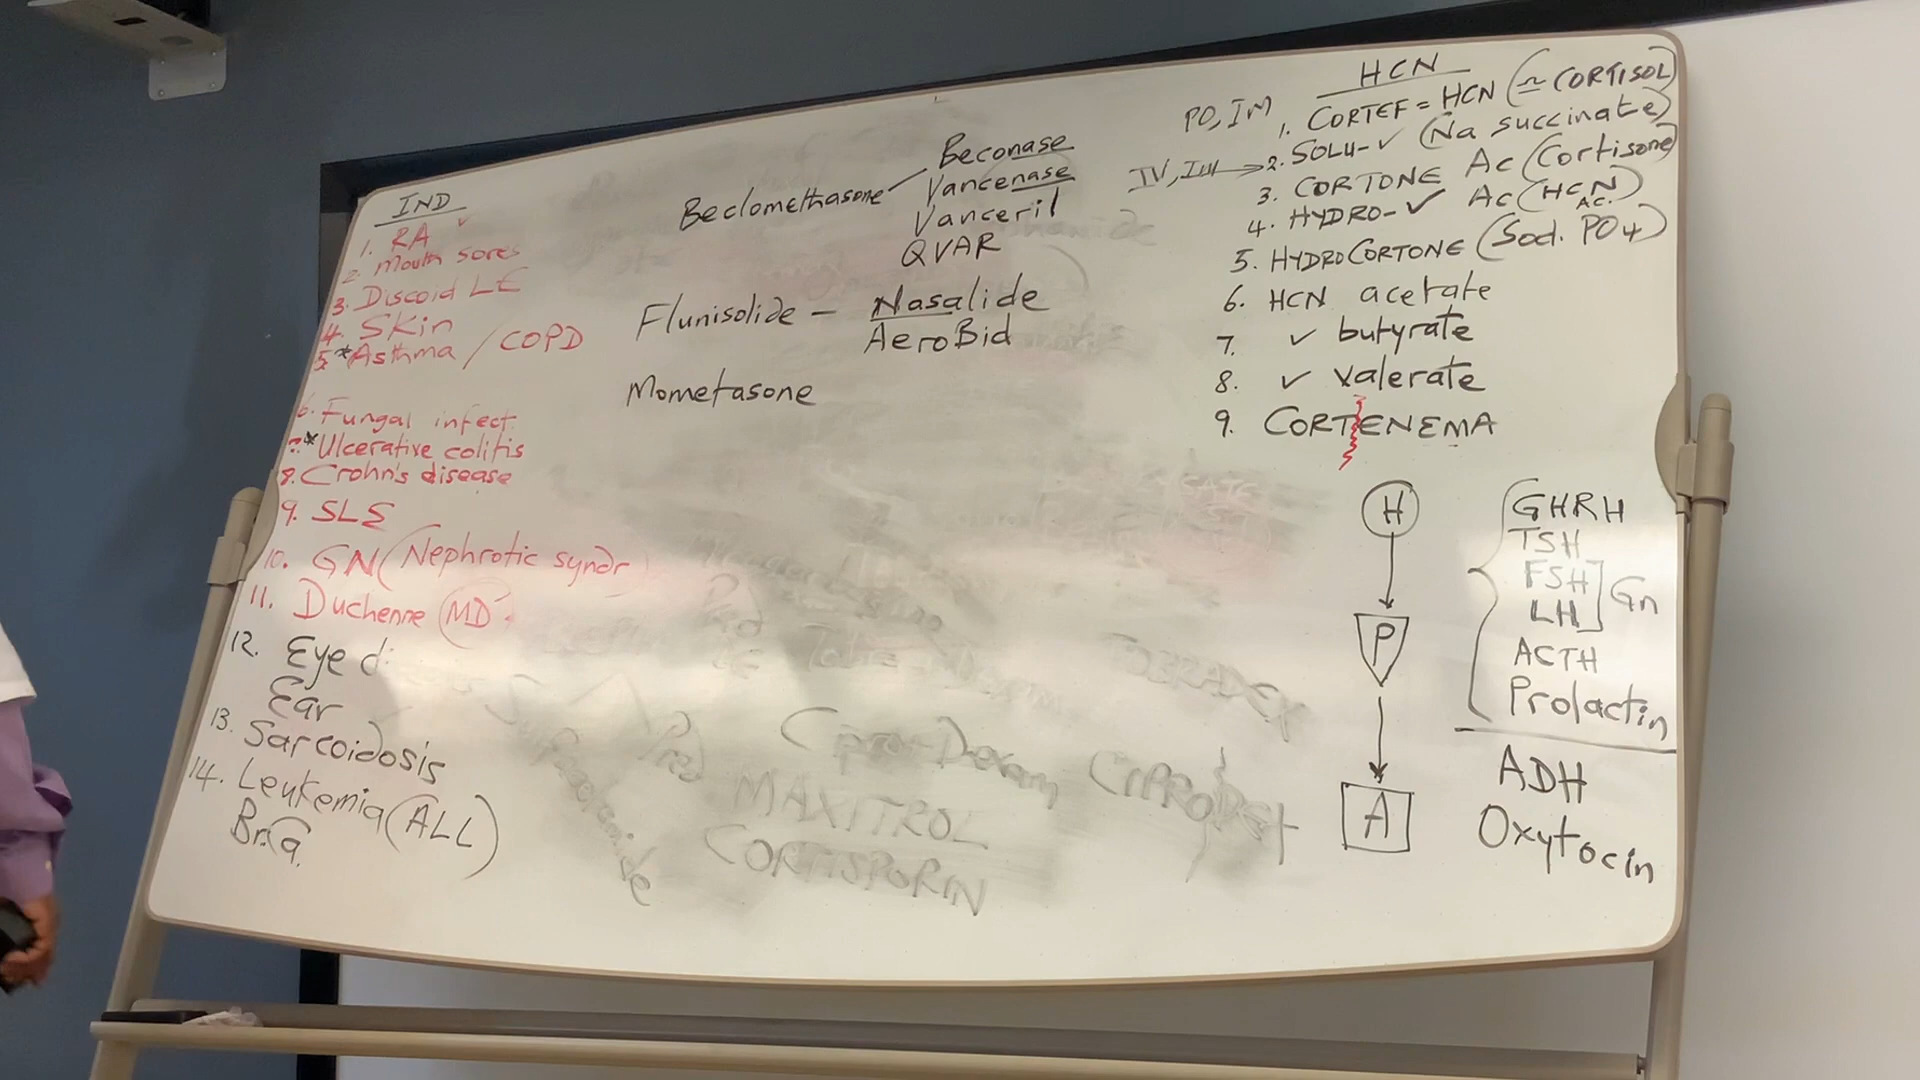 IND
1. RA ✓
2. Mouth sores
3. Discoid LE
4. Skin
5.* Asthma / COPD
6. Fungal infect.
7.* Ulcerative colitis
8. Crohn's disease
9. SLE
10. GN (Nephrotic syndr)
11. Duchenne (MD
12. Eye d:
Ear
13. Sarcoidosis
14. Leukemia (ALL)
Beclomethasone
Beconase
Vancenase
Vanceril
QVAR
Flunisolide - Nasalide
AeroBid
Mometasone
Cipro-Dexam
CIPRODEX
MAXITROL
CORTISPORIN
Pred
HCN
PO, IM 1. CORTEF = HCN (≃ CORTISOL)
IV, IM → 2. SOLU-✓ (Na succinate)
3. CORTONE Ac (Cortisone)
4. HYDRO-✓ Ac (HCN Ac.)
5. HYDROCORTONE (Sod. PO4)
6. HCN acetate
7. ✓ butyrate
8. ✓ valerate
9. CORTENEMA
H
P
A
GHRH
TSH
FSH
LH
Gn
ACTH
Prolactin
ADH
Oxytocin